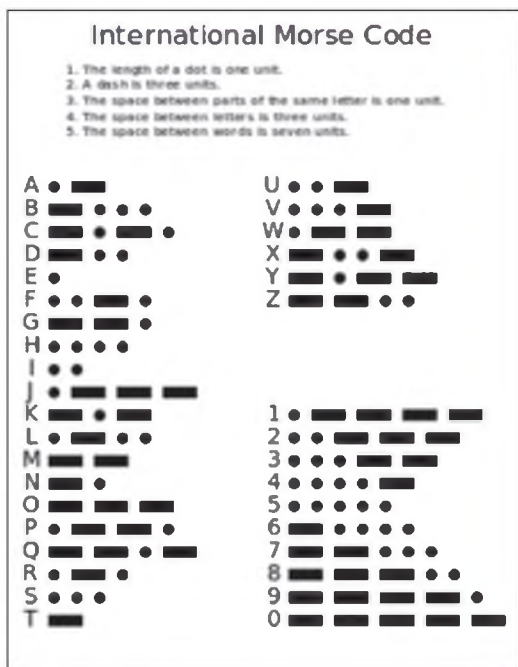 International Morse Code
1. The length of a dot is one unit.
2. A dash is three units.
3. The space between parts of the same letter is one unit.
4. The space between letters is three units.
5. The space between words is seven units.
A
B
C
D
E
F
G
H
I
J
K
L
M
N
O
P
Q
R
S
T
U
V
W
X
Y
Z
1
2
3
4
5
6
7
8
9
0